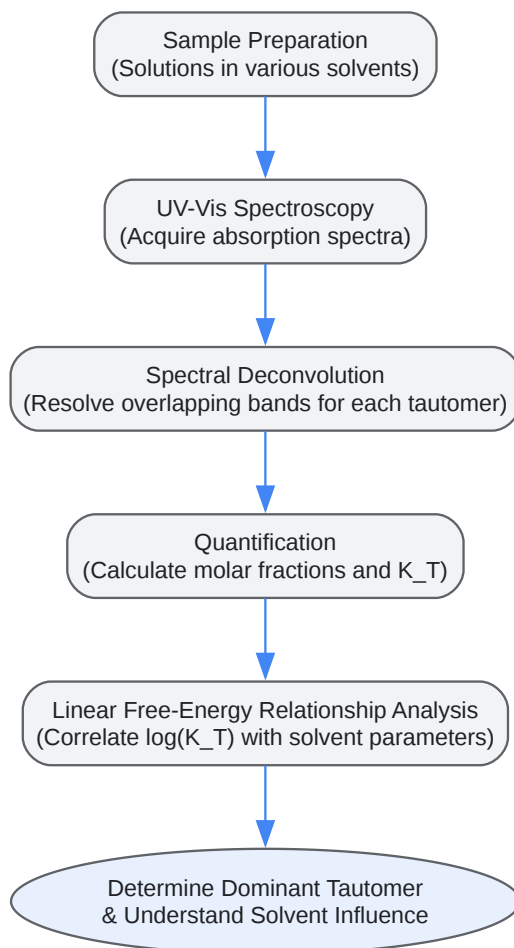 Sample Preparation
(Solutions in various solvents)
UV-Vis Spectroscopy
(Acquire absorption spectra)
Spectral Deconvolution
(Resolve overlapping bands for each tautomer)
Quantification
(Calculate molar fractions and K_T)
Linear Free-Energy Relationship Analysis
(Correlate log(K_T) with solvent parameters)
Determine Dominant Tautomer
& Understand Solvent Influence